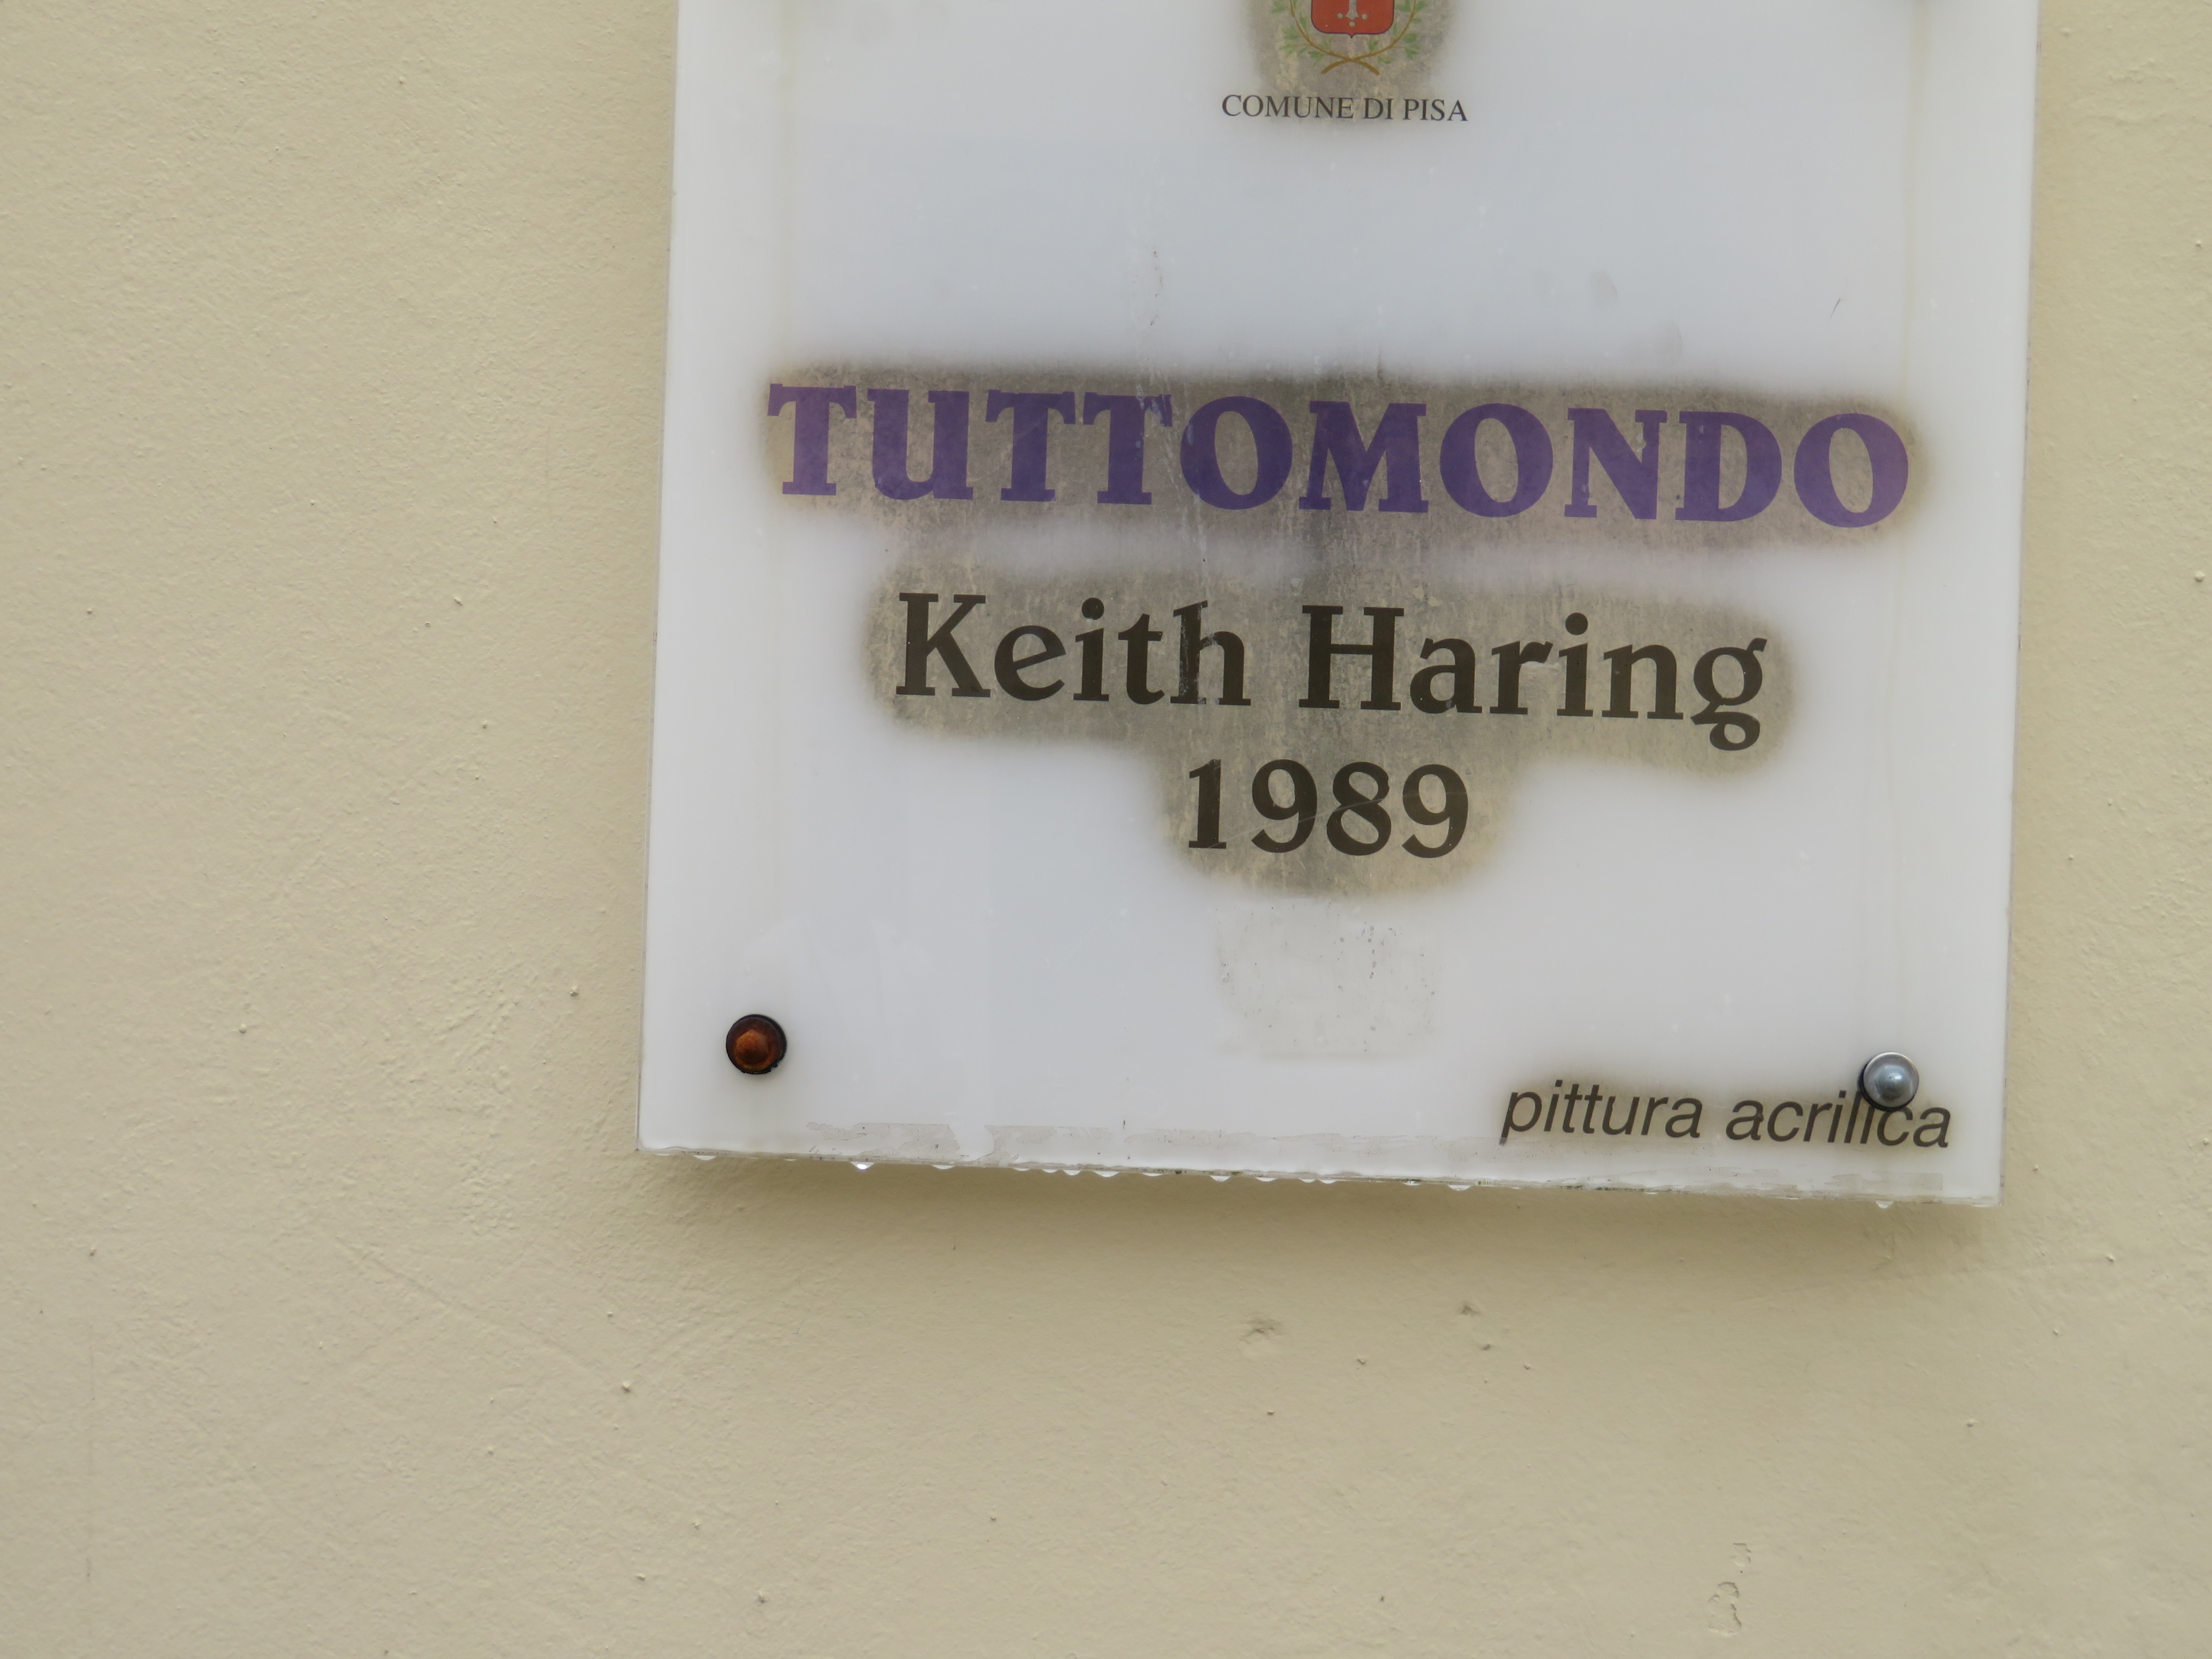 COMUNE DI PISA
TUTTOMONDO
Keith Haring
1989
pittura acrilica